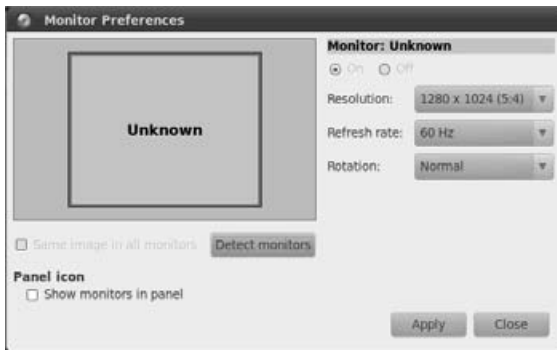 Monitor Preferences
Monitor: Unknown
On Off
Resolution: 1280 x 1024 (5:4)
Refresh rate: 60 Hz
Rotation: Normal
Unknown
Same image in all monitors Detect monitors
Panel icon
Show monitors in panel
Apply Close